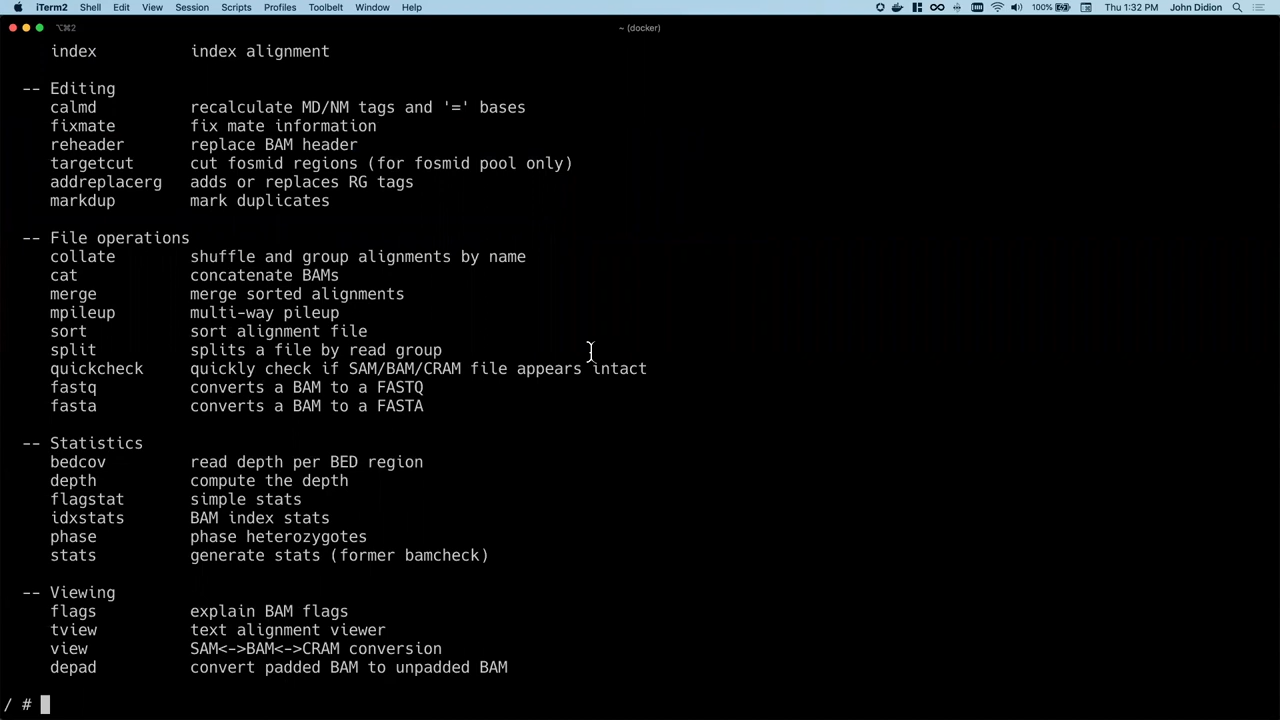 iTerm2 Shell Edit View Session Scripts Profiles Toolbelt Window Help 100% Thu 1:32 PM John Didion
⌥⌘2 ~ (docker)
index index alignment
-- Editing
calmd recalculate MD/NM tags and '=' bases
fixmate fix mate information
reheader replace BAM header
targetcut cut fosmid regions (for fosmid pool only)
addreplacerg adds or replaces RG tags
markdup mark duplicates
-- File operations
collate shuffle and group alignments by name
cat concatenate BAMs
merge merge sorted alignments
mpileup multi-way pileup
sort sort alignment file
split splits a file by read group
quickcheck quickly check if SAM/BAM/CRAM file appears intact
fastq converts a BAM to a FASTQ
fasta converts a BAM to a FASTA
-- Statistics
bedcov read depth per BED region
depth compute the depth
flagstat simple stats
idxstats BAM index stats
phase phase heterozygotes
stats generate stats (former bamcheck)
-- Viewing
flags explain BAM flags
tview text alignment viewer
view SAM<->BAM<->CRAM conversion
depad convert padded BAM to unpadded BAM
/ #